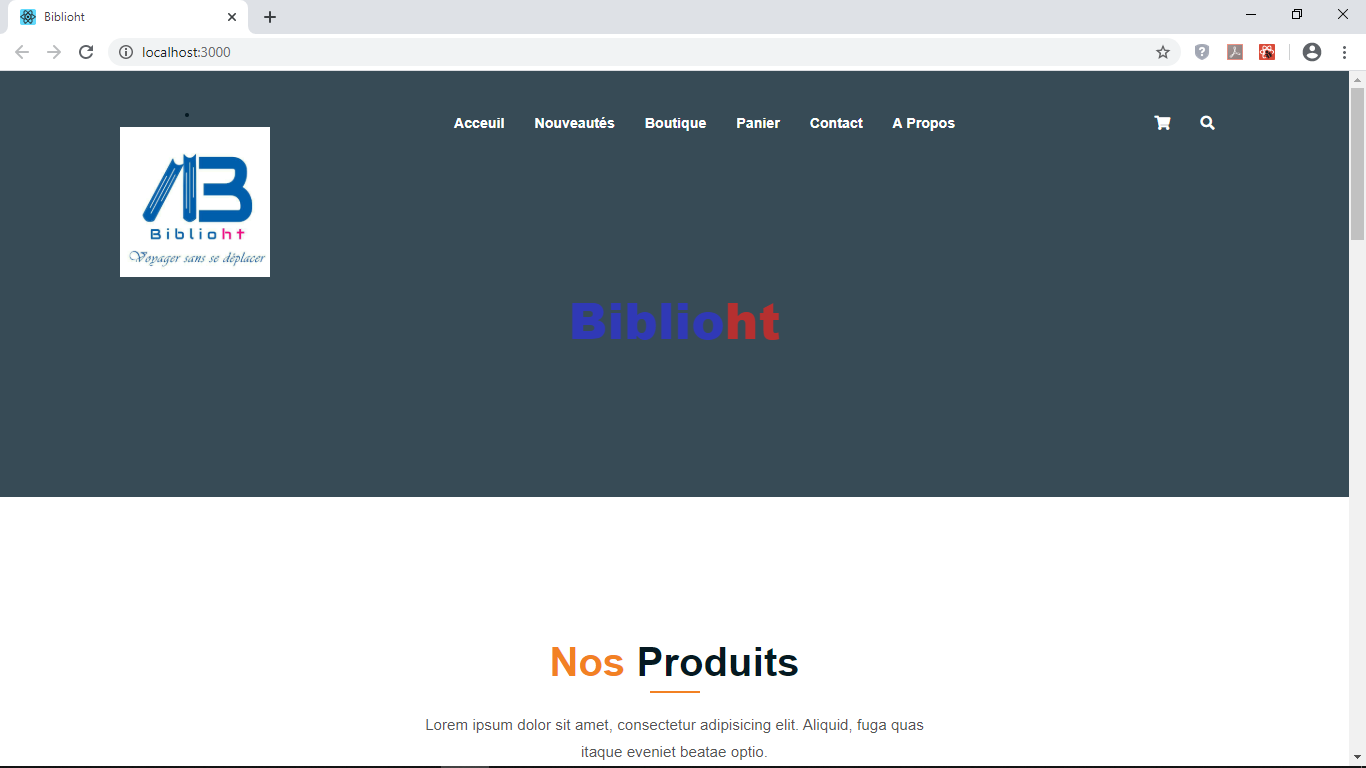 Biblioht
localhost:3000
Acceuil Nouveautés Boutique Panier Contact A Propos
Biblioht
Voyager sans se déplacer
Biblioht
Nos Produits
Lorem ipsum dolor sit amet, consectetur adipisicing elit. Aliquid, fuga quas
itaque eveniet beatae optio.